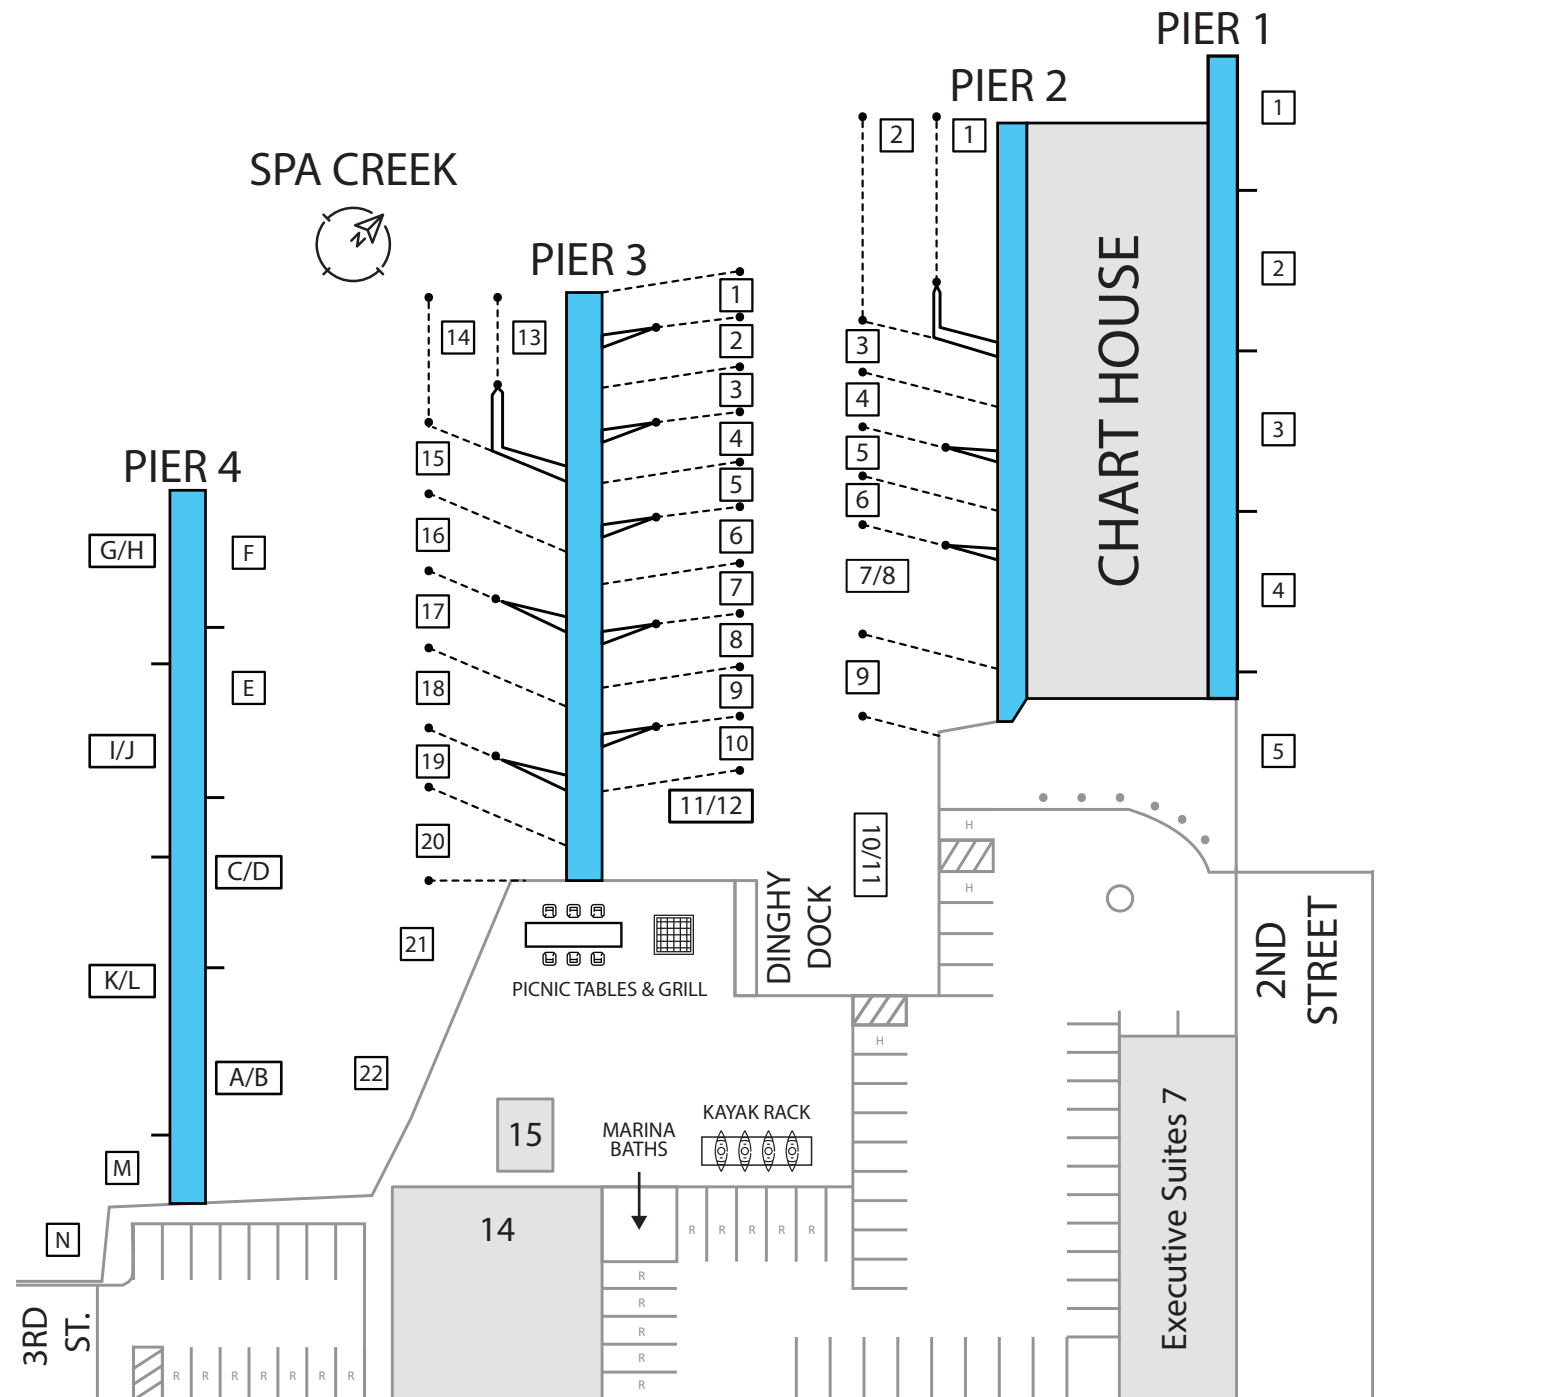 PIER 1
PIER 2
PIER 3
PIER 4
SPA CREEK
N
CHART HOUSE
1
2
3
4
5
2
1
3
4
5
6
7/8
9
10/11
1
2
3
4
5
6
7
8
9
10
11/12
14
13
15
16
17
18
19
20
21
22
G/H
F
E
I/J
C/D
K/L
A/B
M
N
DINGHY
DOCK
PICNIC TABLES & GRILL
2ND
STREET
H
H
H
15
MARINA
BATHS
KAYAK RACK
14
Executive Suites 7
R
R
R
R
R
R
R
R
R
R
3RD
ST.
R
R
R
R
R
R
R